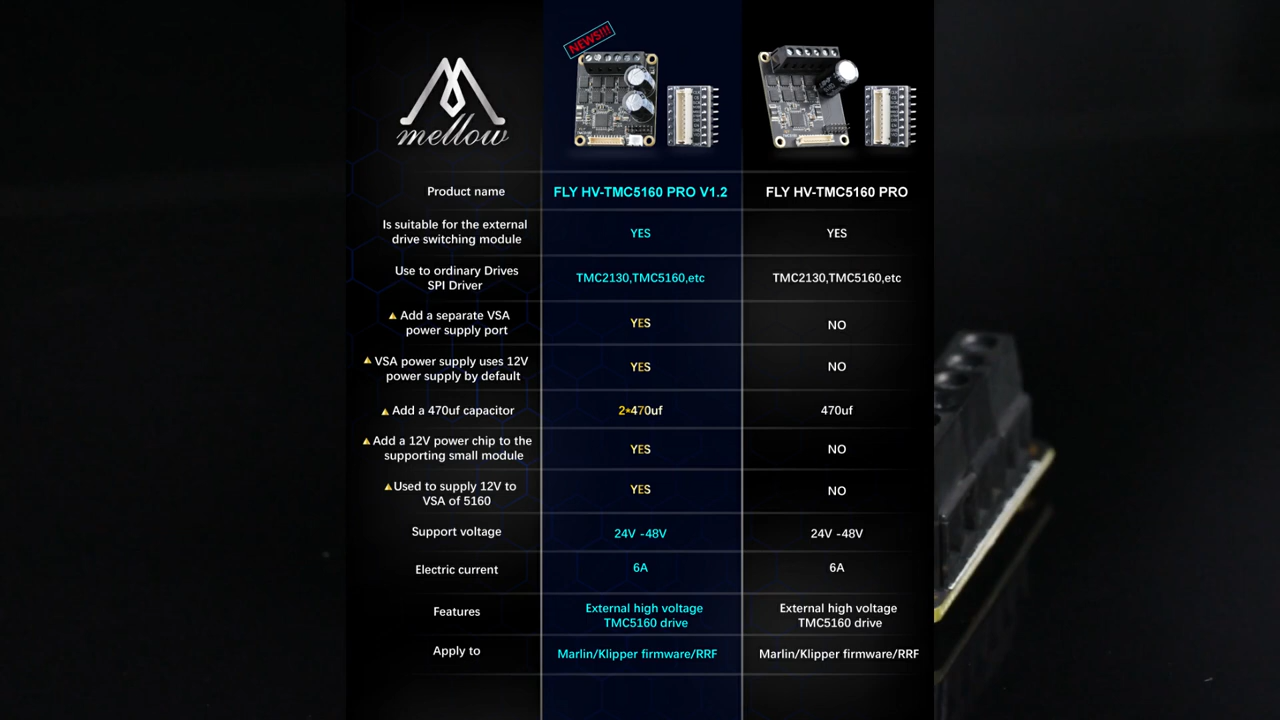 NEWS!!!
mellow
Product name
FLY HV-TMC5160 PRO V1.2
FLY HV-TMC5160 PRO
Is suitable for the external
drive switching module
YES
YES
Use to ordinary Drives
SPI Driver
TMC2130,TMC5160,etc
TMC2130,TMC5160,etc
Add a separate VSA
power supply port
YES
NO
VSA power supply uses 12V
power supply by default
YES
NO
Add a 470uf capacitor
2*470uf
470uf
Add a 12V power chip to the
supporting small module
YES
NO
Used to supply 12V to
VSA of 5160
YES
NO
Support voltage
24V -48V
24V -48V
Electric current
6A
6A
Features
External high voltage
TMC5160 drive
External high voltage
TMC5160 drive
Apply to
Marlin/Klipper firmware/RRF
Marlin/Klipper firmware/RRF